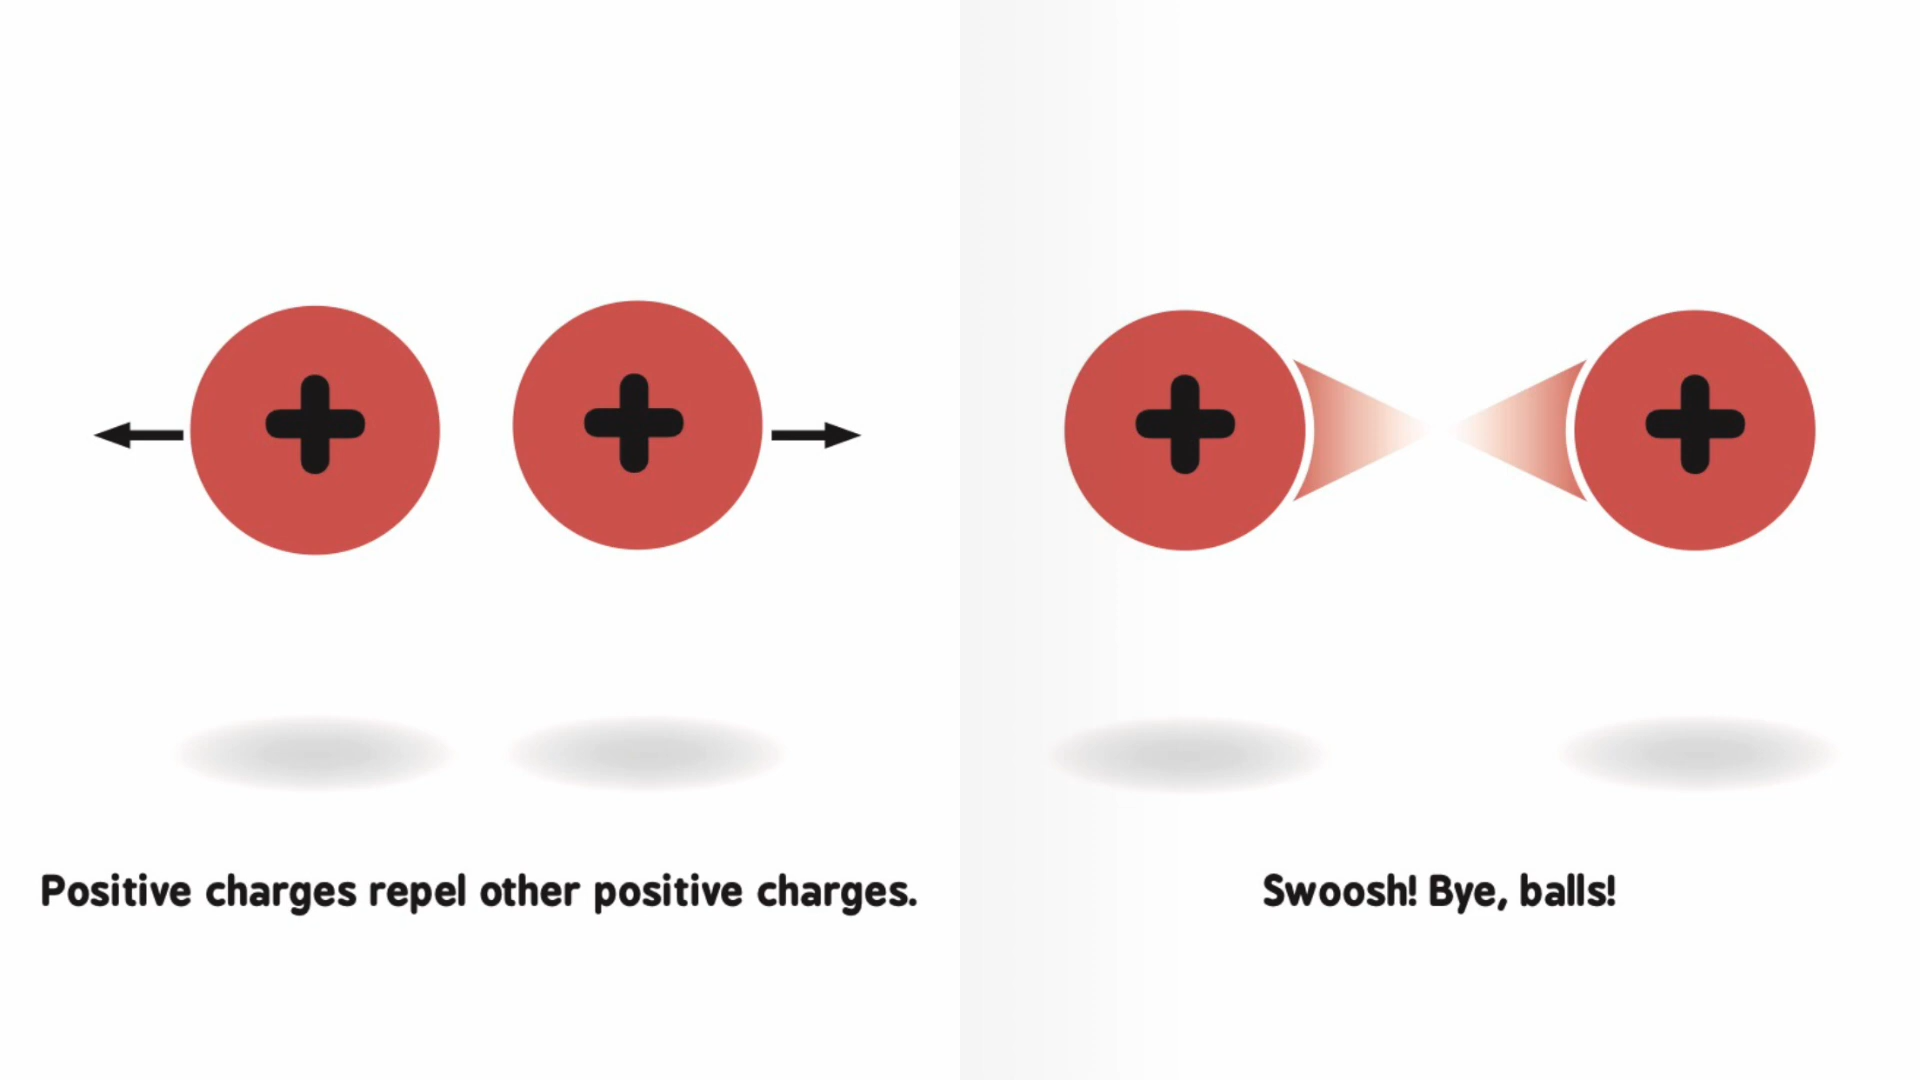 Positive charges repel other positive charges.
Swoosh! Bye, balls!